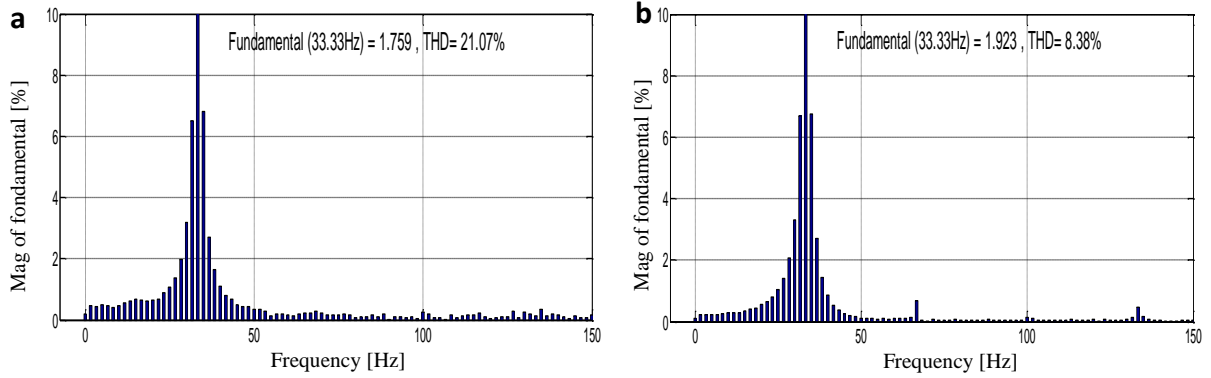 a
Fundamental (33.33Hz) = 1.759 , THD= 21.07%
Mag of fondamental [%]
10
8
6
4
2
0
0 50 100 150
Frequency [Hz]
b
Fundamental (33.33Hz) = 1.923 , THD= 8.38%
Mag of fondamental [%]
10
8
6
4
2
0
0 50 100 150
Frequency [Hz]